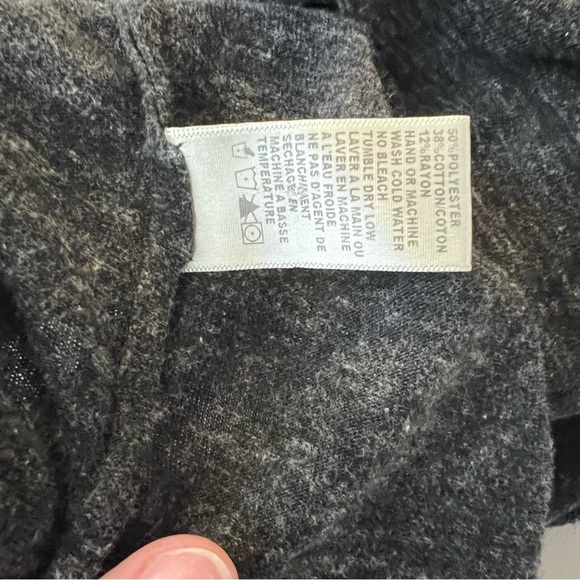 50%POLYESTER
38%COTTON/COTON
12%RAYON
HAND OR MACHINE
WASH COLD WATER
NO BLEACH
TUMBLE DRY LOW
LAVER A LA MAIN OU
LAVER EN MACHINE
A L'EAU FROIDE
NE PAS D'AGENT DE
BLANCHIMENT
SECHAGE EN
MACHINE A BASSE
TEMPERATURE